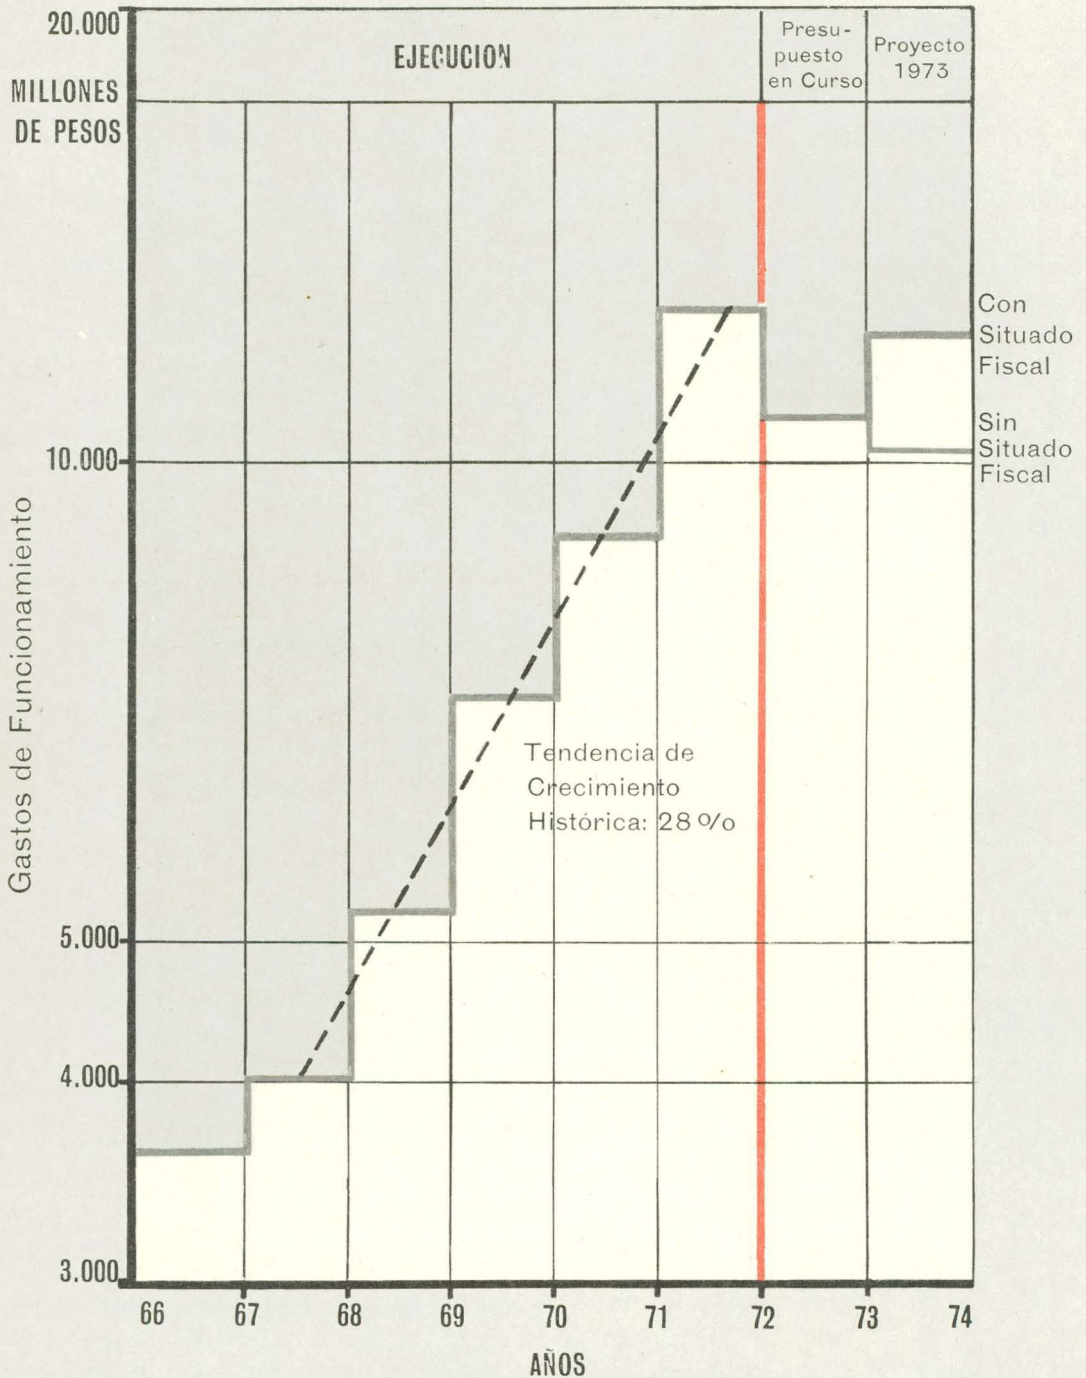 20.000
MILLONES
DE PESOS
EJECUCION
Presu-
puesto
en Curso
Proyecto
1973
Con
Situado
Fiscal
Sin
Situado
Fiscal
10.000
Gastos de Funcionamiento
Tendencia de
Crecimiento
Histórica: 28 o/o
5.000
4.000
3.000
66 67 68 69 70 71 72 73 74
AÑOS